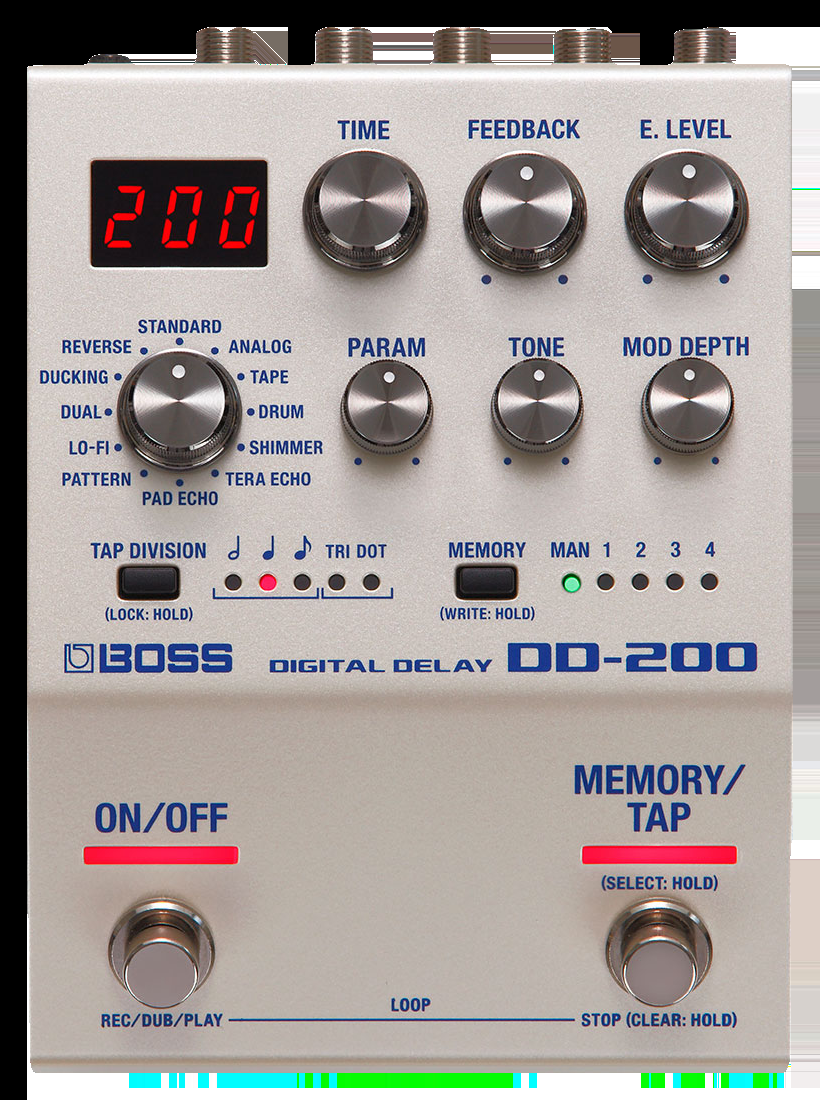 TIME
FEEDBACK
E. LEVEL
200
STANDARD
REVERSE
ANALOG
DUCKING
TAPE
DUAL
DRUM
LO-FI
SHIMMER
PATTERN
TERA ECHO
PAD ECHO
PARAM
TONE
MOD DEPTH
TAP DIVISION
TRI DOT
(LOCK: HOLD)
MEMORY
MAN 1 2 3 4
(WRITE: HOLD)
BOSS
DIGITAL DELAY DD-200
ON/OFF
MEMORY/
TAP
(SELECT: HOLD)
REC/DUB/PLAY
LOOP
STOP (CLEAR: HOLD)